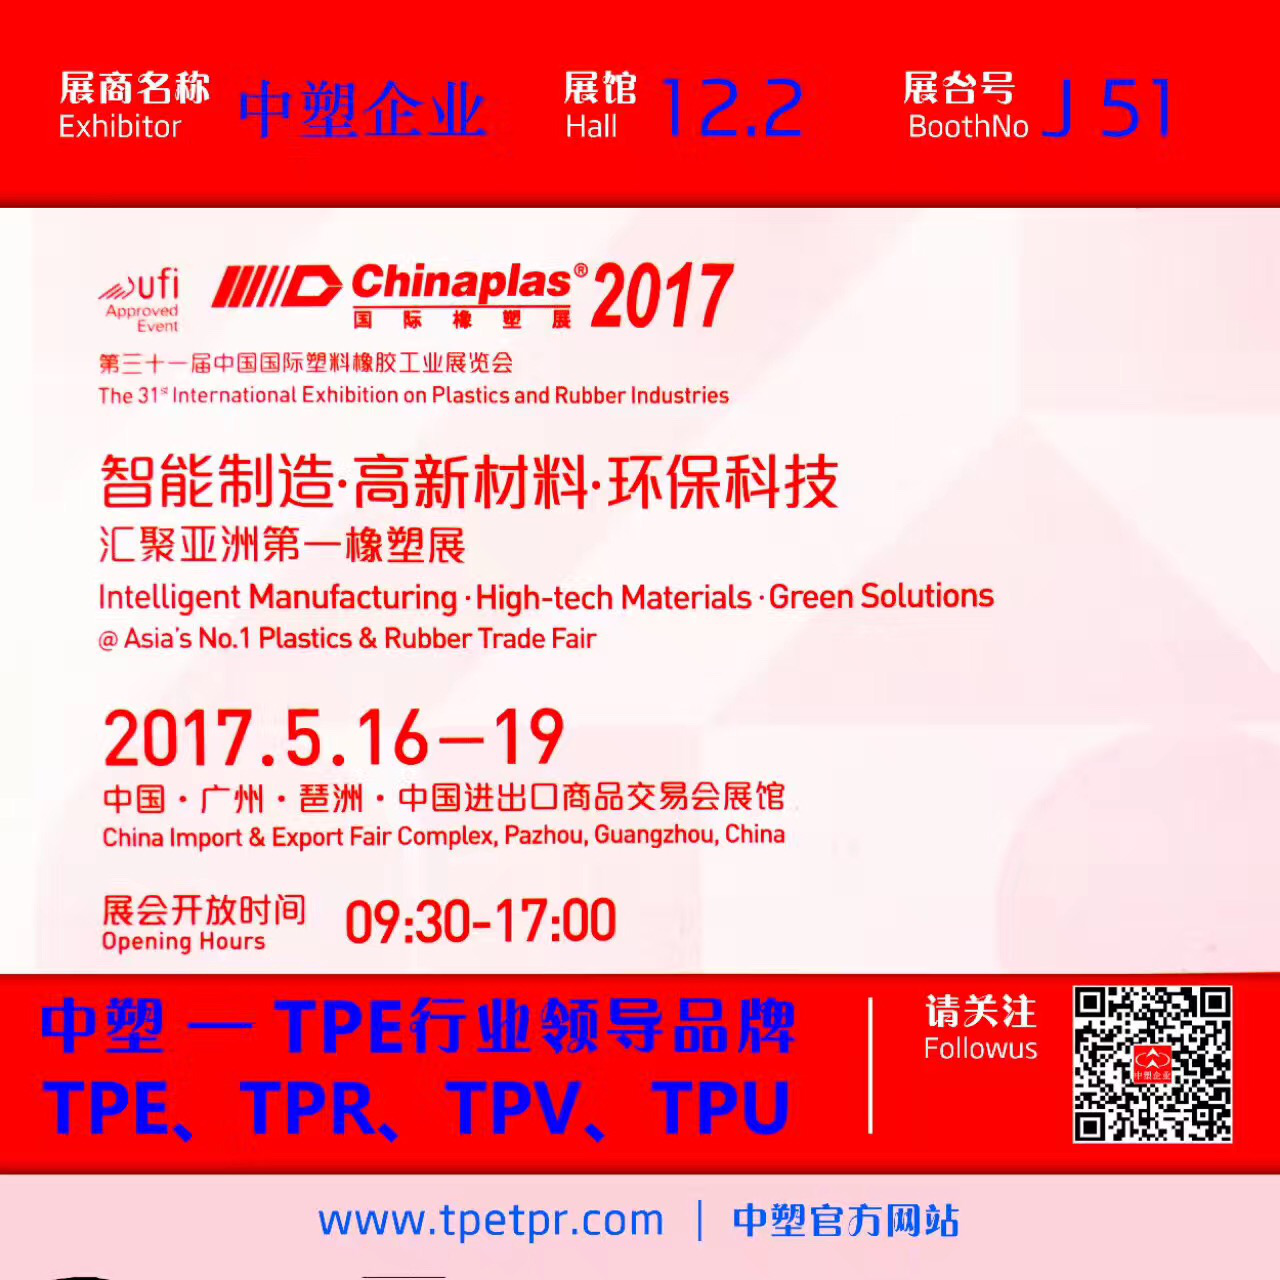 展商名称 中塑企业 展馆 12.2 展台号 J 51
Exhibitor Hall BoothNo
ufi Chinaplas® 2017
Approved Event 国际橡塑展
第三十一届中国国际塑料橡胶工业展览会
The 31st International Exhibition on Plastics and Rubber Industries
智能制造·高新材料·环保科技
汇聚亚洲第一橡塑展
Intelligent Manufacturing · High-tech Materials · Green Solutions
@ Asia's No.1 Plastics & Rubber Trade Fair
2017.5.16—19
中国·广州·琶洲·中国进出口商品交易会展馆
China Import & Export Fair Complex, Pazhou, Guangzhou, China
展会开放时间 09:30-17:00
Opening Hours
中塑 — TPE行业领导品牌 请关注
Followus
TPE、TPR、TPV、TPU
中塑企业
www.tpetpr.com | 中塑官方网站